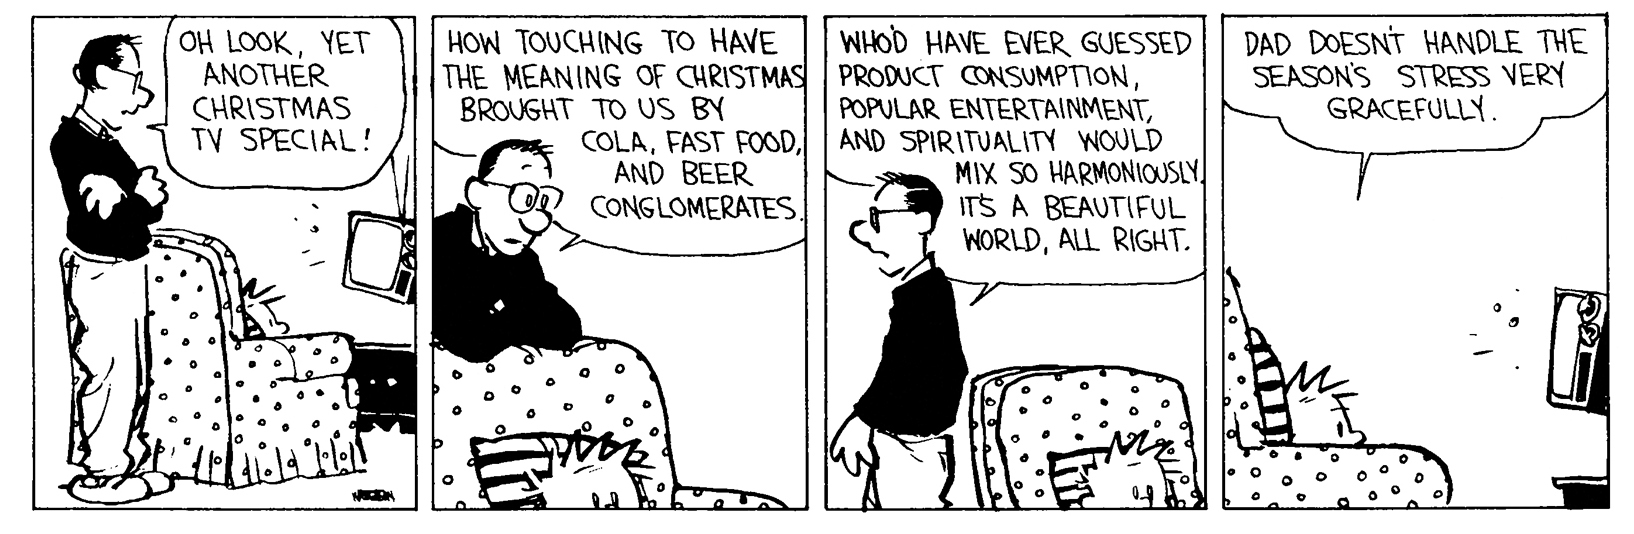 OH LOOK, YET
ANOTHER
CHRISTMAS
TV SPECIAL!
HOW TOUCHING TO HAVE
THE MEANING OF CHRISTMAS
BROUGHT TO US BY
COLA, FAST FOOD,
AND BEER
CONGLOMERATES.
WHO'D HAVE EVER GUESSED
PRODUCT CONSUMPTION,
POPULAR ENTERTAINMENT,
AND SPIRITUALITY WOULD
MIX SO HARMONIOUSLY.
IT'S A BEAUTIFUL
WORLD, ALL RIGHT.
DAD DOESN'T HANDLE THE
SEASON'S STRESS VERY
GRACEFULLY.